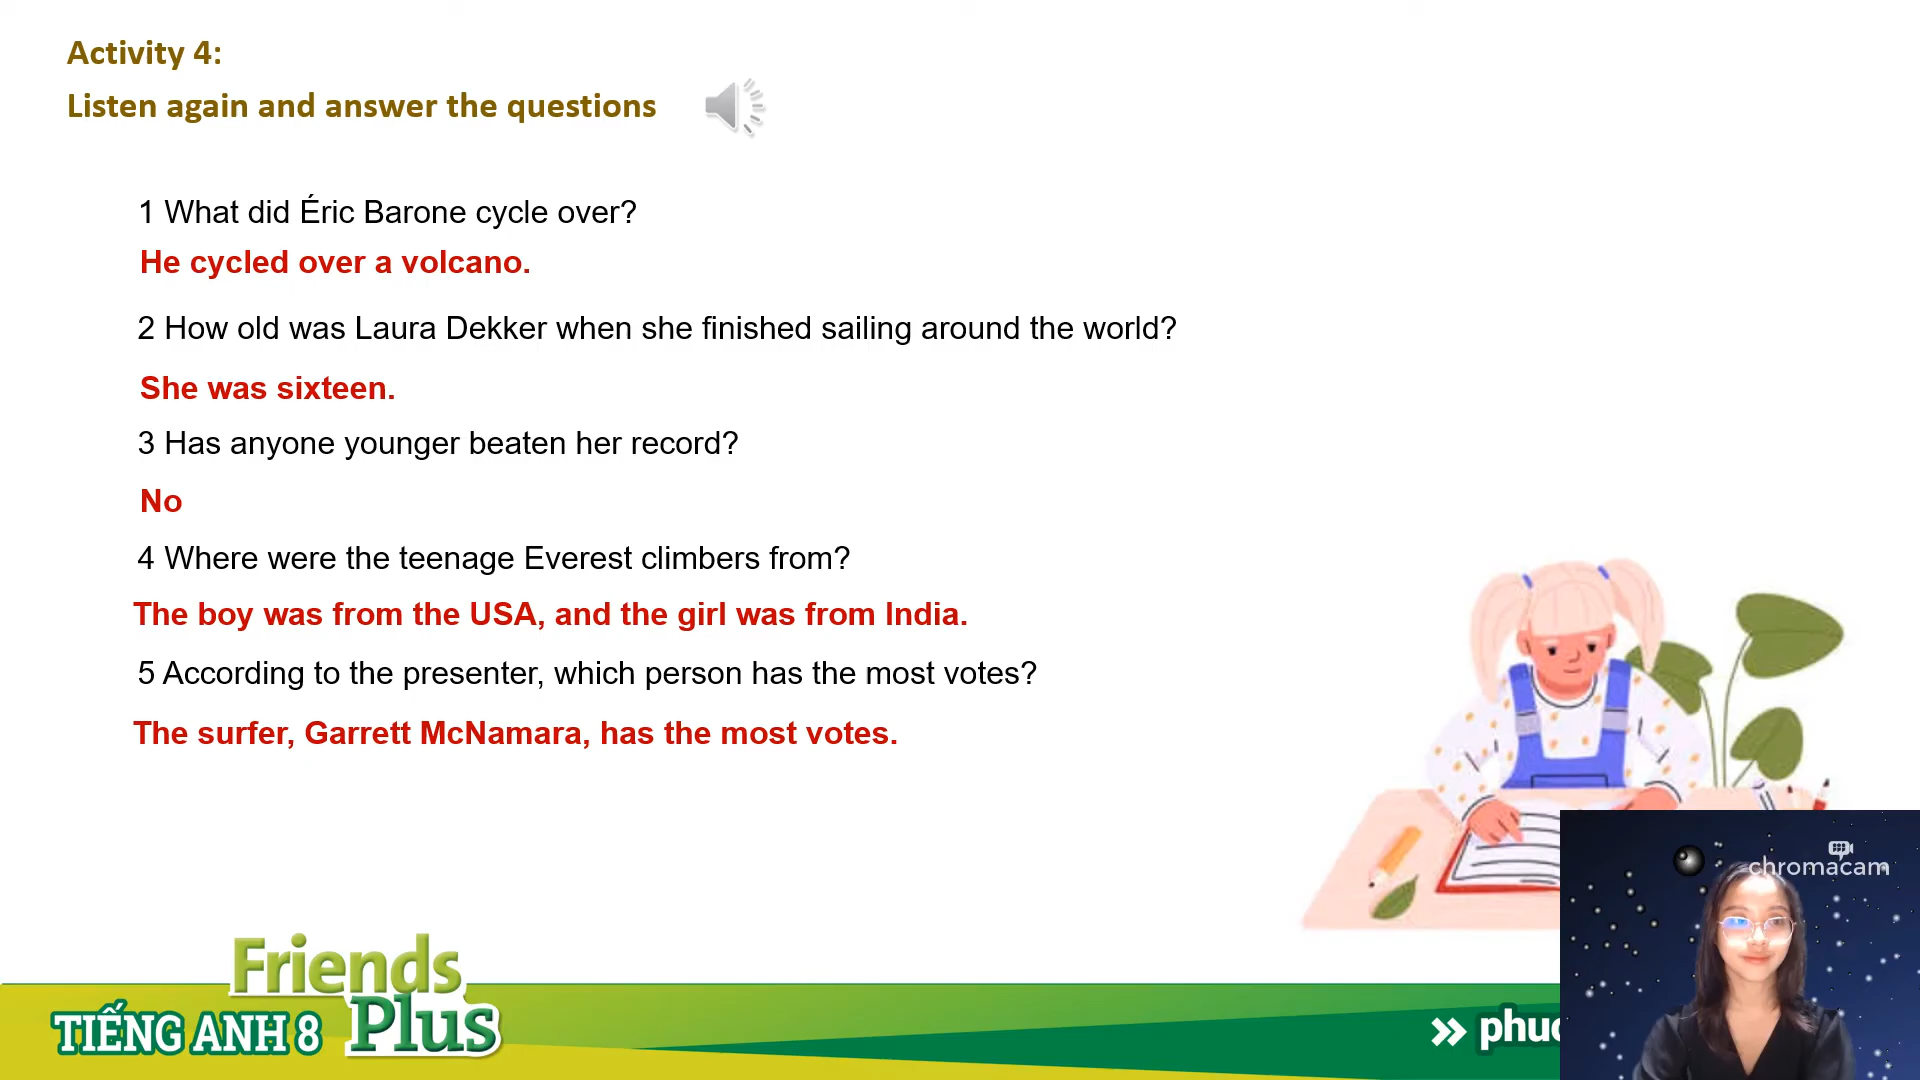 Activity 4:
Listen again and answer the questions
1 What did Éric Barone cycle over?
He cycled over a volcano.
2 How old was Laura Dekker when she finished sailing around the world?
She was sixteen.
3 Has anyone younger beaten her record?
No
4 Where were the teenage Everest climbers from?
The boy was from the USA, and the girl was from India.
5 According to the presenter, which person has the most votes?
The surfer, Garrett McNamara, has the most votes.
chromacam
Friends
Plus
TIẾNG ANH 8